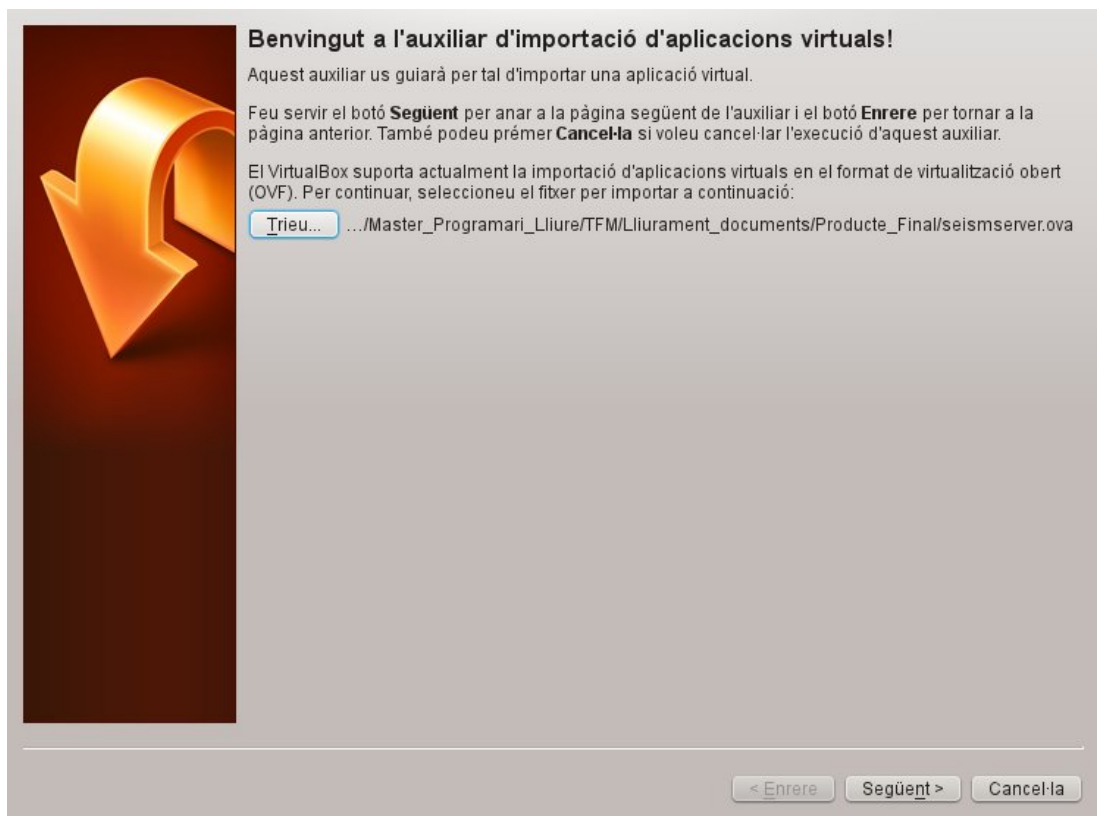 Benvingut a l'auxiliar d'importació d'aplicacions virtuals!
Aquest auxiliar us guiarà per tal d'importar una aplicació virtual.
Feu servir el botó Següent per anar a la pàgina següent de l'auxiliar i el botó Enrere per tornar a la
pàgina anterior. També podeu prémer Cancel·la si voleu cancel·lar l'execució d'aquest auxiliar.
El VirtualBox suporta actualment la importació d'aplicacions virtuals en el format de virtualització obert
(OVF). Per continuar, seleccioneu el fitxer per importar a continuació:
Trieu... .../Master_Programari_Lliure/TFM/Lliurament_documents/Producte_Final/seismserver.ova
< Enrere Següent > Cancel·la